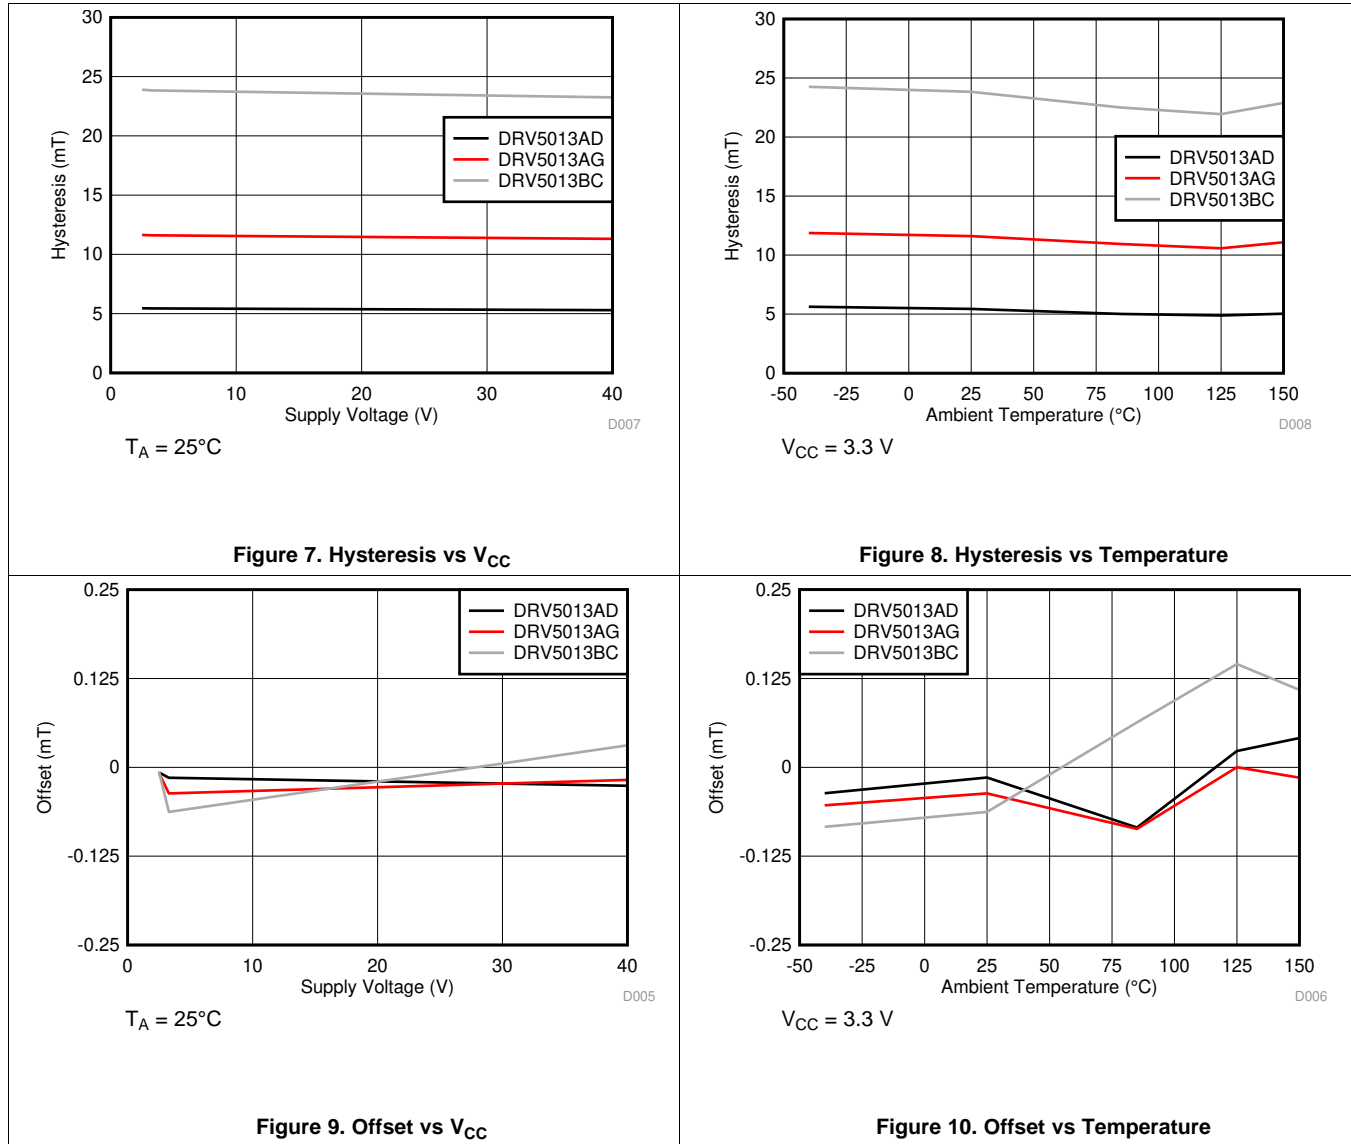 30
25
20
15
10
5
0
Hysteresis (mT)
DRV5013AD
DRV5013AG
DRV5013BC
0 10 20 30 40
Supply Voltage (V)
D007
T_A = 25°C
Figure 7. Hysteresis vs V_CC
30
25
20
15
10
5
0
Hysteresis (mT)
DRV5013AD
DRV5013AG
DRV5013BC
-50 -25 0 25 50 75 100 125 150
Ambient Temperature (°C)
D008
V_CC = 3.3 V
Figure 8. Hysteresis vs Temperature
0.25
0.125
0
-0.125
-0.25
Offset (mT)
DRV5013AD
DRV5013AG
DRV5013BC
0 10 20 30 40
Supply Voltage (V)
D005
T_A = 25°C
Figure 9. Offset vs V_CC
0.25
0.125
0
-0.125
-0.25
Offset (mT)
DRV5013AD
DRV5013AG
DRV5013BC
-50 -25 0 25 50 75 100 125 150
Ambient Temperature (°C)
D006
V_CC = 3.3 V
Figure 10. Offset vs Temperature